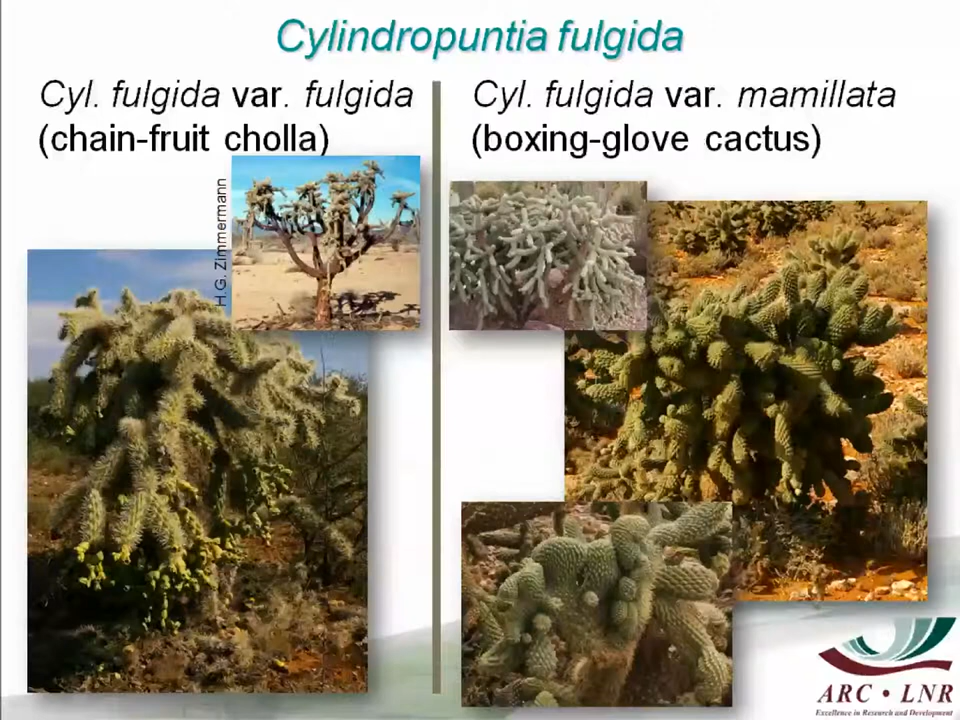 Cylindropuntia fulgida
Cyl. fulgida var. fulgida
(chain-fruit cholla)
H.G. Zimmermann
Cyl. fulgida var. mamillata
(boxing-glove cactus)
ARC • LNR
Excellence in Research and Development